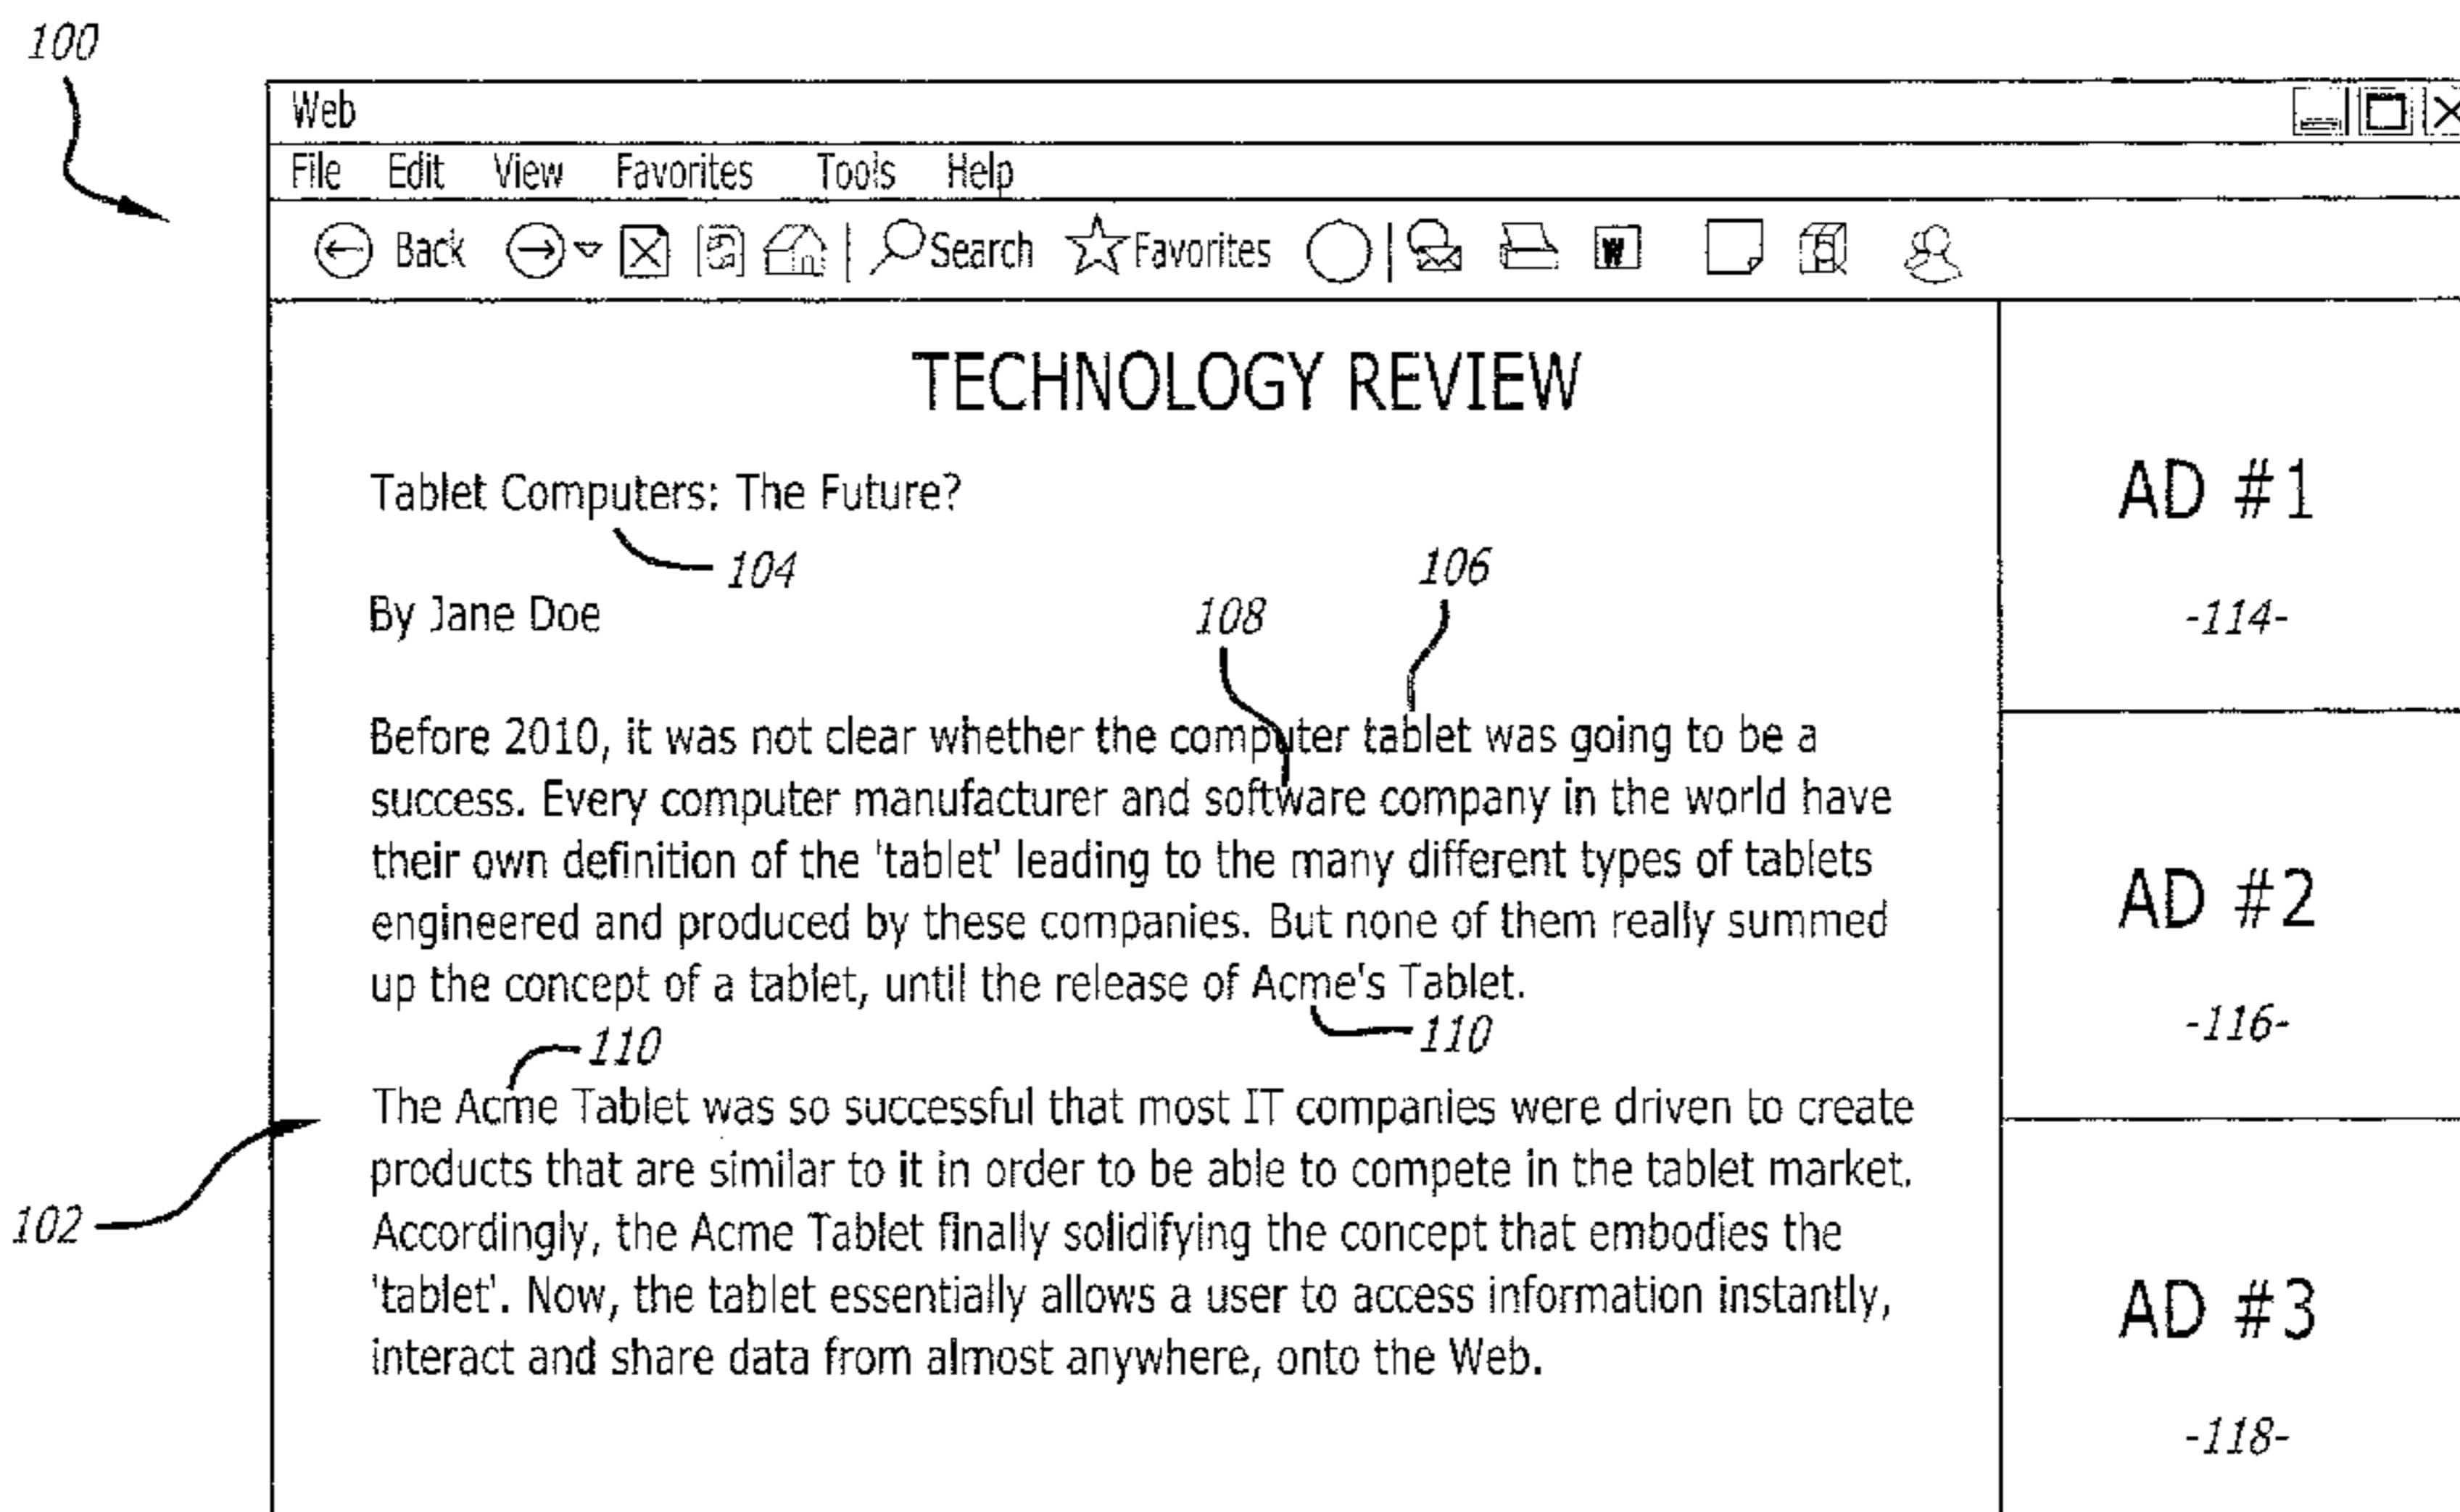 100
Web
File Edit View Favorites Tools Help
Back Search Favorites W
TECHNOLOGY REVIEW
Tablet Computers: The Future?
104
By Jane Doe
108
106
Before 2010, it was not clear whether the computer tablet was going to be a
success. Every computer manufacturer and software company in the world have
their own definition of the 'tablet' leading to the many different types of tablets
engineered and produced by these companies. But none of them really summed
up the concept of a tablet, until the release of Acme's Tablet.
110
110
The Acme Tablet was so successful that most IT companies were driven to create
products that are similar to it in order to be able to compete in the tablet market.
102
Accordingly, the Acme Tablet finally solidifying the concept that embodies the
'tablet'. Now, the tablet essentially allows a user to access information instantly,
interact and share data from almost anywhere, onto the Web.
AD #1
-114-
AD #2
-116-
AD #3
-118-